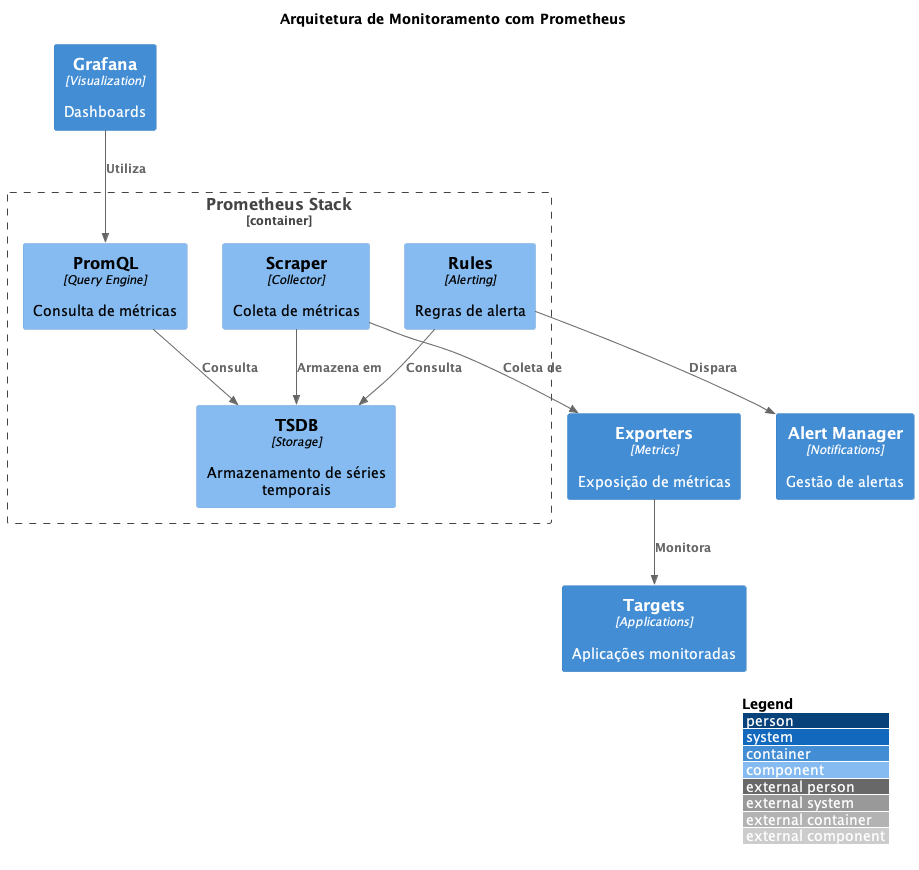 Arquitetura de Monitoramento com Prometheus
Grafana
[Visualization]
Dashboards
Utiliza
Prometheus Stack
[container]
PromQL
[Query Engine]
Consulta de métricas
Scraper
[Collector]
Coleta de métricas
Rules
[Alerting]
Regras de alerta
Consulta
Armazena em
Consulta
Coleta de
Dispara
TSDB
[Storage]
Armazenamento de séries
temporais
Exporters
[Metrics]
Exposição de métricas
Alert Manager
[Notifications]
Gestão de alertas
Monitora
Targets
[Applications]
Aplicações monitoradas
Legend
person
system
container
component
external person
external system
external container
external component